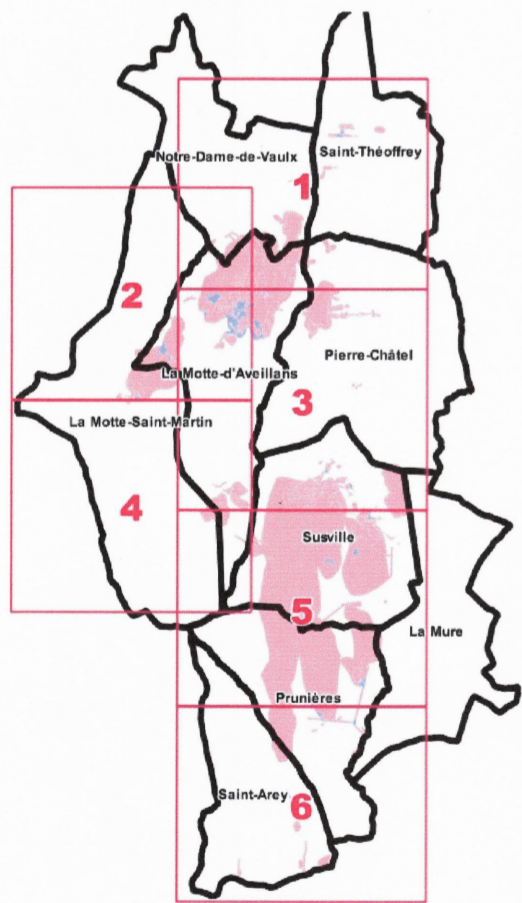 Notre-Dame-de-Vaulx
Saint-Théoffrey
1
2
Pierre-Châtel
La Motte-d'Aveillans
3
La Motte-Saint-Martin
4
Susville
5
La Mure
Prunières
Saint-Arey
6